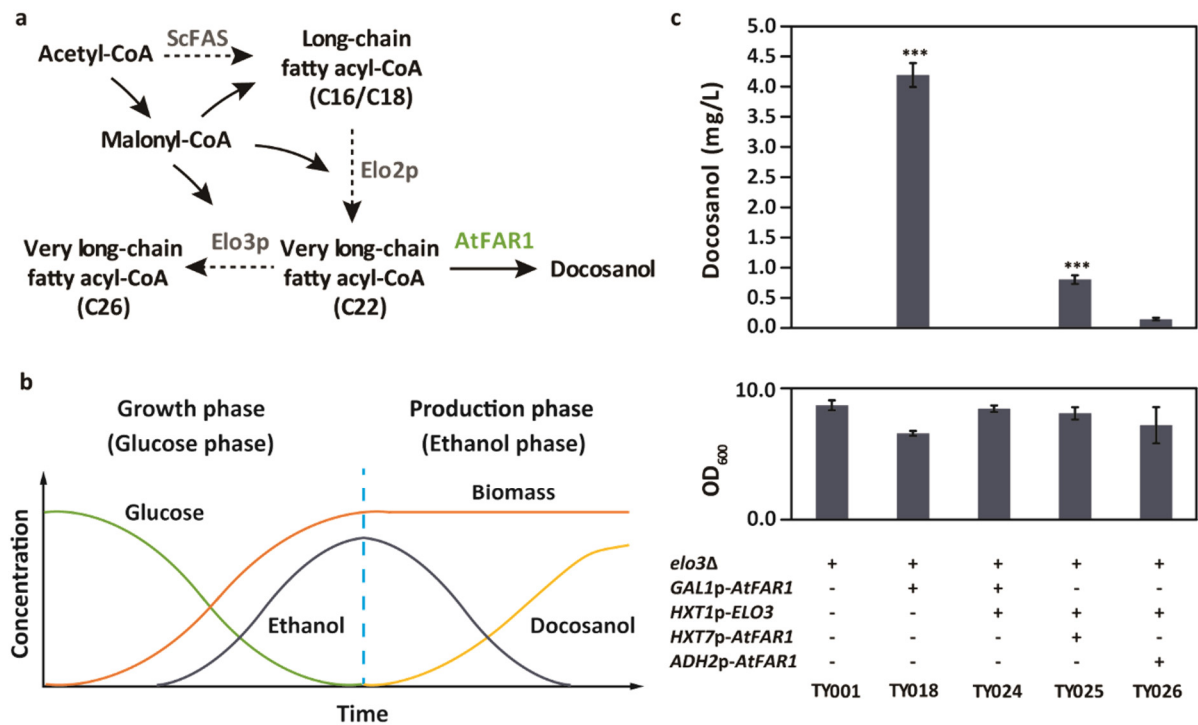 a
Acetyl-CoA
ScFAS
Long-chain
fatty acyl-CoA
(C16/C18)
Malonyl-CoA
Elo2p
Very long-chain
fatty acyl-CoA
(C26)
Elo3p
Very long-chain
fatty acyl-CoA
(C22)
AtFAR1
Docosanol
b
Growth phase
(Glucose phase)
Production phase
(Ethanol phase)
Concentration
Glucose
Biomass
Ethanol
Docosanol
Time
c
Docosanol (mg/L)
5.0
4.5
4.0
3.5
3.0
2.5
2.0
1.5
1.0
0.5
0.0
***
***
OD600
10.0
0.0
elo3Δ + + + + +
GAL1p-AtFAR1 - + + - -
HXT1p-ELO3 - - + + +
HXT7p-AtFAR1 - - - + -
ADH2p-AtFAR1 - - - - +
TY001 TY018 TY024 TY025 TY026